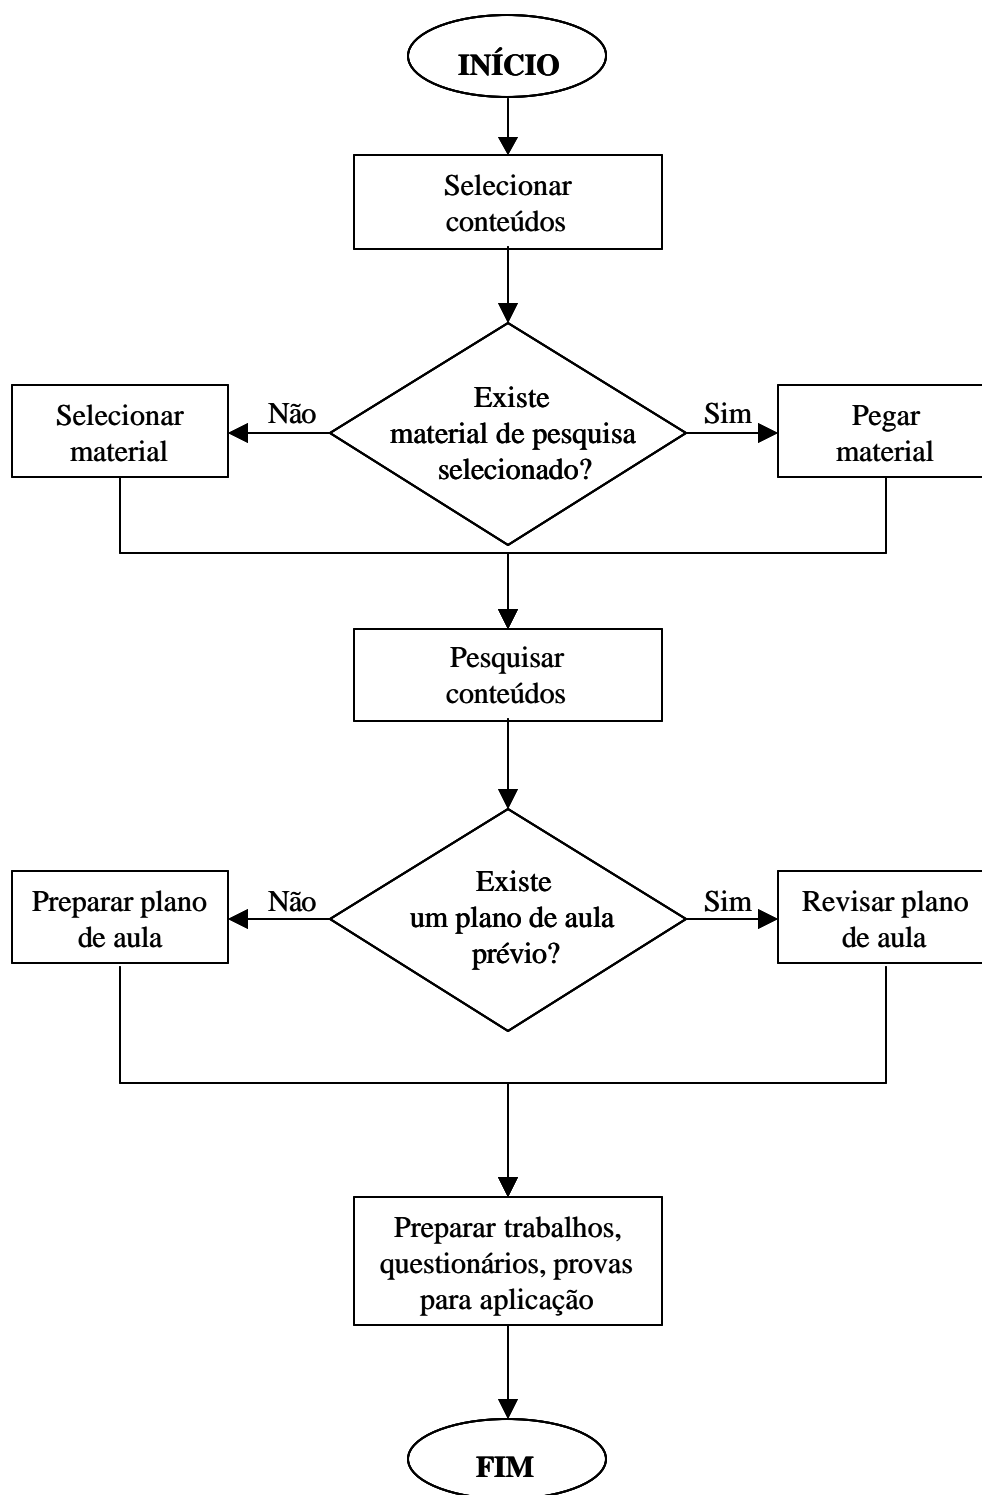 INÍCIO
Selecionar
conteúdos
Existe
material de pesquisa
selecionado?
Não
Sim
Selecionar
material
Pegar
material
Pesquisar
conteúdos
Existe
um plano de aula
prévio?
Não
Sim
Preparar plano
de aula
Revisar plano
de aula
Preparar trabalhos,
questionários, provas
para aplicação
FIM